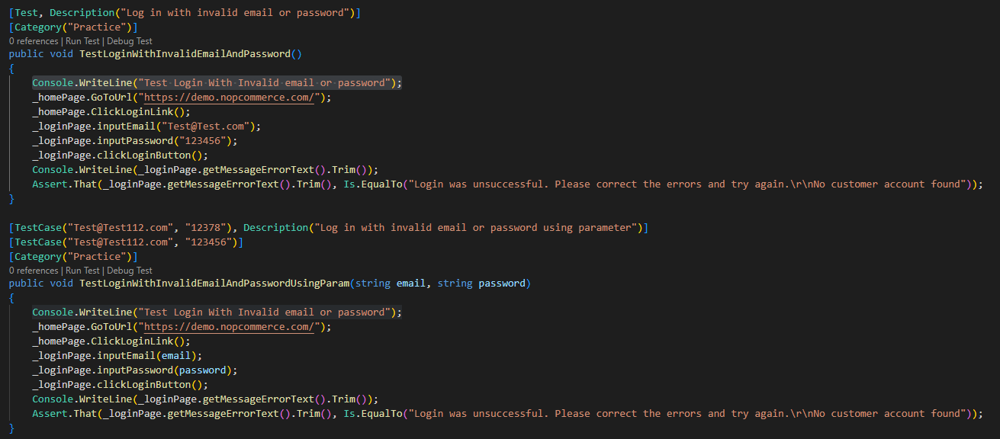 [Test, Description("Log in with invalid email or password")]
[Category("Practice")]
0 references | Run Test | Debug Test
public void TestLoginWithInvalidEmailAndPassword()
{
    Console.WriteLine("Test·Login·With·Invalid·email·or·password");
    _homePage.GoToUrl("https://demo.nopcommerce.com/");
    _homePage.ClickLoginLink();
    _loginPage.inputEmail("Test@Test.com");
    _loginPage.inputPassword("123456");
    _loginPage.clickLoginButton();
    Console.WriteLine(_loginPage.getMessageErrorText().Trim());
    Assert.That(_loginPage.getMessageErrorText().Trim(), Is.EqualTo("Login was unsuccessful. Please correct the errors and try again.\r\nNo customer account found"));
}
[TestCase("Test@Test112.com", "12378"), Description("Log in with invalid email or password using parameter")]
[TestCase("Test@Test112.com", "123456")]
[Category("Practice")]
0 references | Run Test | Debug Test
public void TestLoginWithInvalidEmailAndPasswordUsingParam(string email, string password)
{
    Console.WriteLine("Test Login With Invalid email or password");
    _homePage.GoToUrl("https://demo.nopcommerce.com/");
    _homePage.ClickLoginLink();
    _loginPage.inputEmail(email);
    _loginPage.inputPassword(password);
    _loginPage.clickLoginButton();
    Console.WriteLine(_loginPage.getMessageErrorText().Trim());
    Assert.That(_loginPage.getMessageErrorText().Trim(), Is.EqualTo("Login was unsuccessful. Please correct the errors and try again.\r\nNo customer account found"));
}